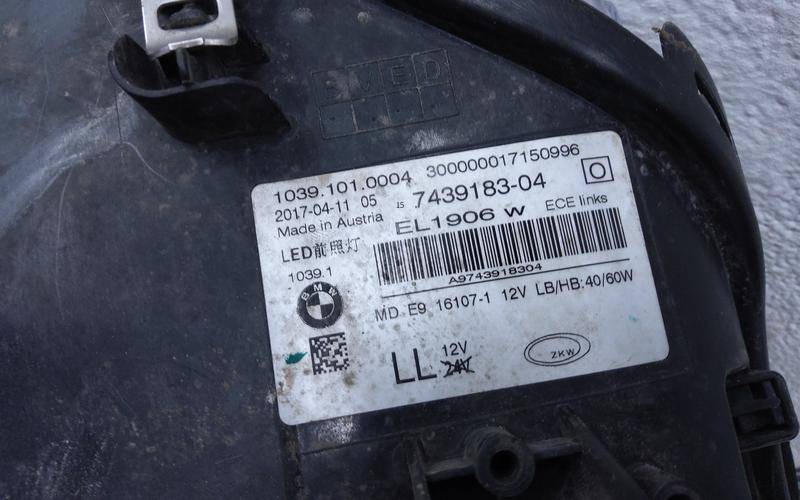 VED
1039.101.0004 300000017150996
2017-04-11 05 IS 7439183-04
Made in Austria
EL1906 W ECE links
LED前照灯
1039.1
A9743918304
BMW
MD E9 16107-1 12V LB/HB:40/60W
LL 12V
24V
ZKW